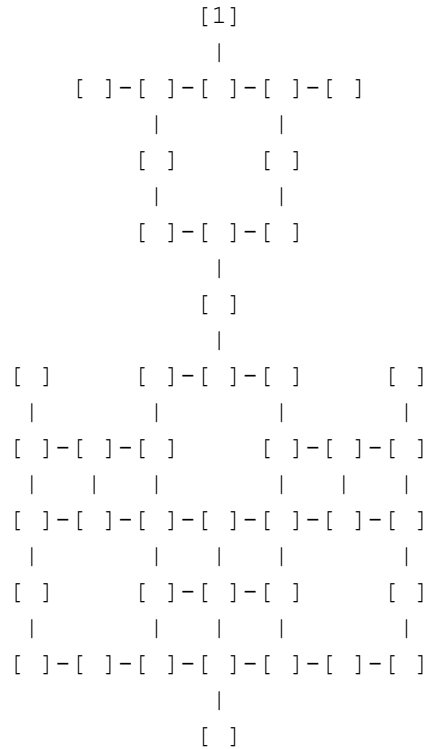 [1]
|
[ ]-[ ]-[ ]-[ ]-[ ]
| |
[ ] [ ]
| |
[ ]-[ ]-[ ]
|
[ ]
|
[ ] [ ]-[ ]-[ ] [ ]
| | | |
[ ]-[ ]-[ ] [ ]-[ ]-[ ]
| | | | | |
[ ]-[ ]-[ ]-[ ]-[ ]-[ ]-[ ]
| | | | |
[ ] [ ]-[ ]-[ ] [ ]
| | | | |
[ ]-[ ]-[ ]-[ ]-[ ]-[ ]-[ ]
|
[ ]